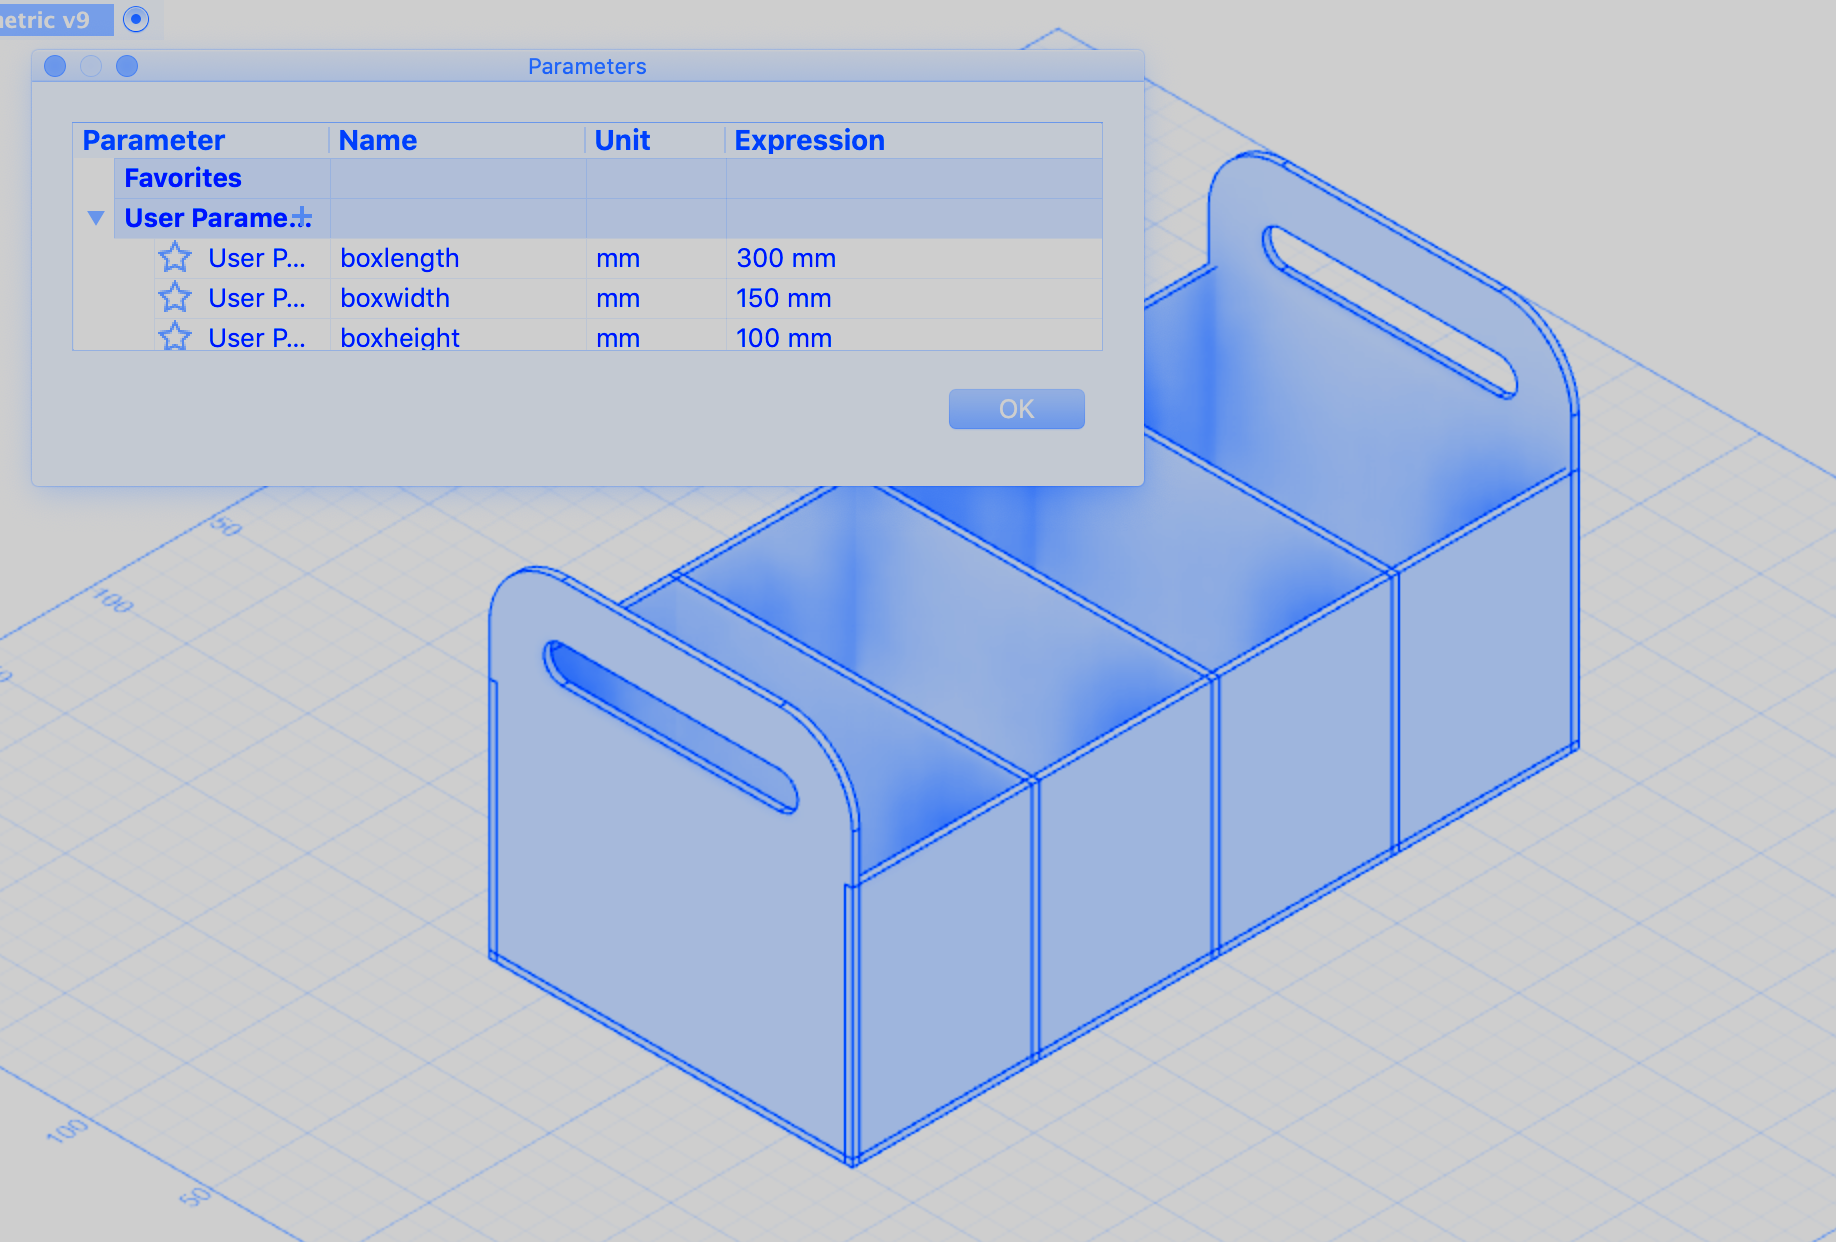 etric v9
Parameters
Parameter Name Unit Expression
Favorites
User Parame...
User P... boxlength mm 300 mm
User P... boxwidth mm 150 mm
User P... boxheight mm 100 mm
OK
50
100
100
50